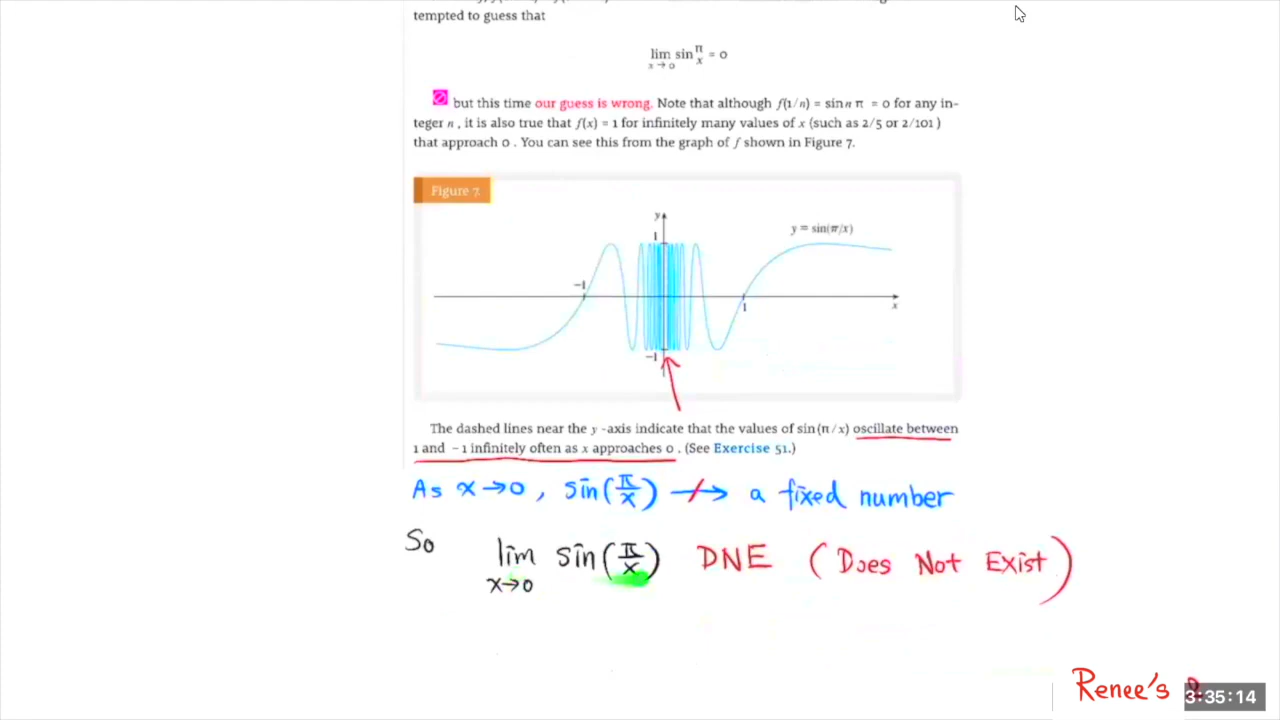 tempted to guess that
lim sin π/x = 0
x → 0
but this time our guess is wrong. Note that although f(1/n) = sin n π = 0 for any in-
teger n , it is also true that f(x) = 1 for infinitely many values of x (such as 2/5 or 2/101 )
that approach 0 . You can see this from the graph of f shown in Figure 7.
Figure 7.
y
1
y = sin(π/x)
−1
1
x
−1
The dashed lines near the y -axis indicate that the values of sin(π/x) oscillate between
1 and −1 infinitely often as x approaches 0 . (See Exercise 51.)
As x→0, sin(π/x) ↛ a fixed number
So lim sin(π/x) DNE (Does Not Exist)
x→0
Renee's
3:35:14